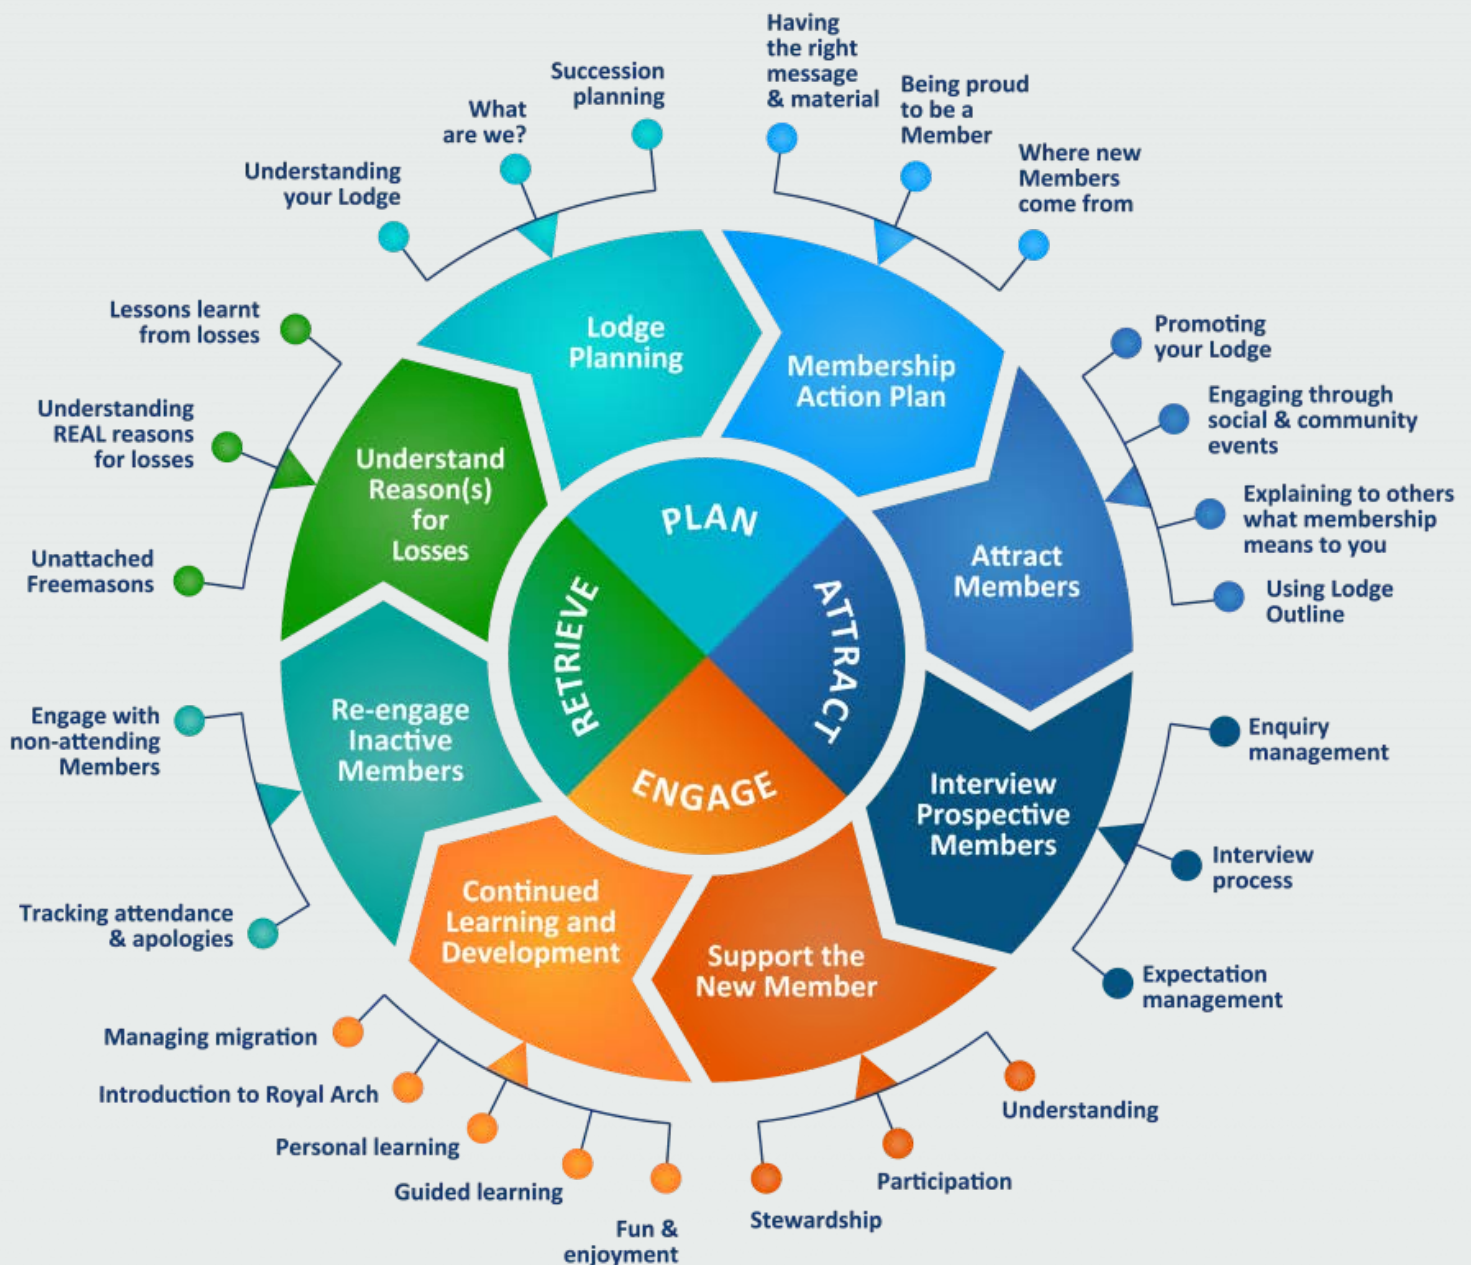 Having
the right
message
& material
Being proud
to be a
Member
Where new
Members
come from
Succession
planning
What
are we?
Understanding
your Lodge
Lodge
Planning
Membership
Action Plan
Promoting
your Lodge
Engaging through
social & community
events
Explaining to others
what membership
means to you
Using Lodge
Outline
Attract
Members
Enquiry
management
Interview
process
Expectation
management
Interview
Prospective
Members
Support the
New Member
Understanding
Participation
Stewardship
Continued
Learning and
Development
Fun &
enjoyment
Guided learning
Personal learning
Introduction to Royal Arch
Managing migration
Re-engage
Inactive
Members
Tracking attendance
& apologies
Engage with
non-attending
Members
Understand
Reason(s)
for
Losses
Unattached
Freemasons
Understanding
REAL reasons
for losses
Lessons learnt
from losses
PLAN
ATTRACT
ENGAGE
RETRIEVE